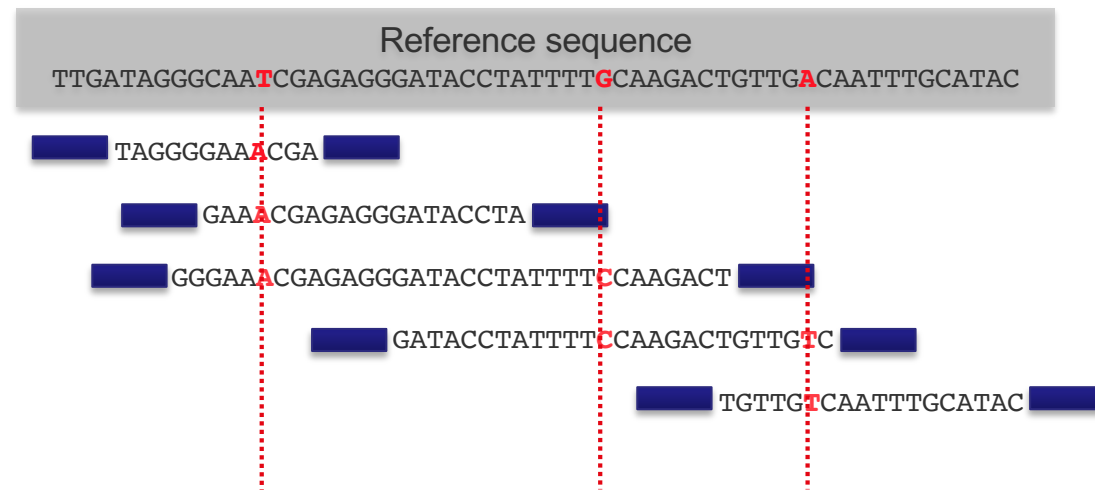 Reference sequence
TTGATAGGGCAATCGAGAGGGATACCTATTTTGCAAGACTGTTGACAATTTGCATAC
TAGGGGAAACGA
GAAACGAGAGGGATACCTA
GGGAAACGAGAGGGATACCTATTTTCCAAGACT
GATACCTATTTTCCAAGACTGTTGTC
TGTTGTCAATTTGCATAC